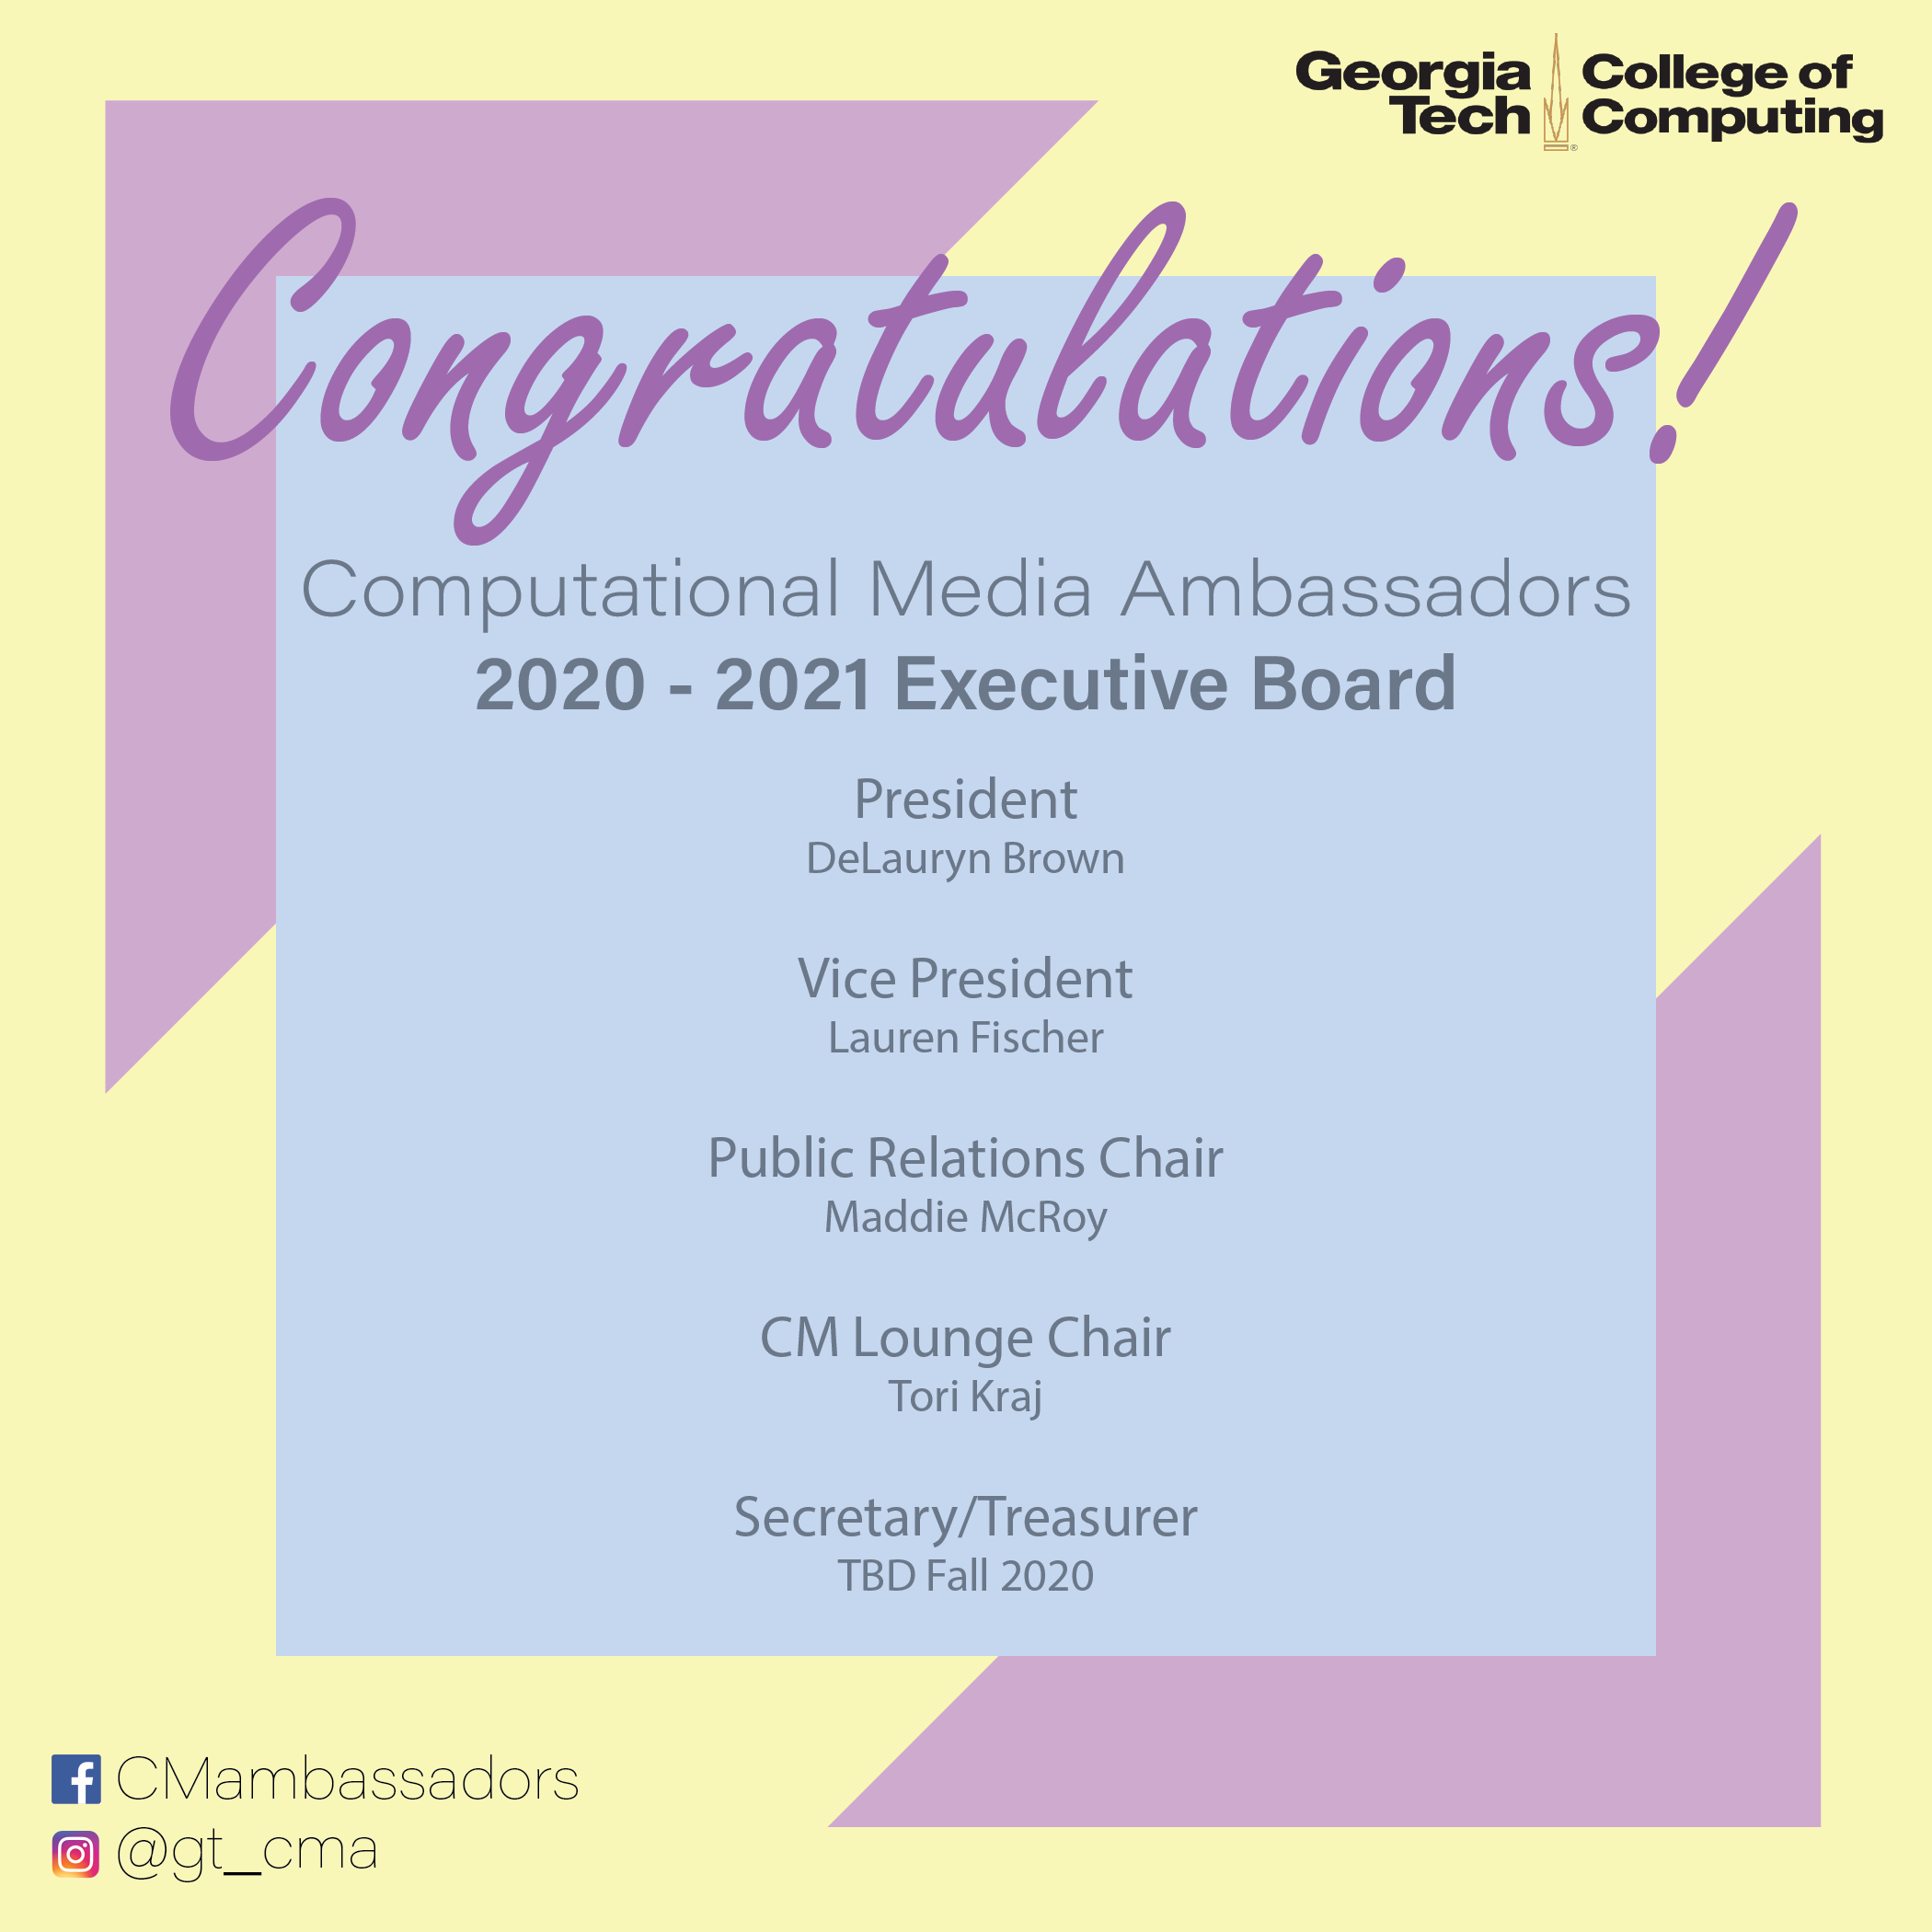 Georgia Tech
College of Computing
Congratulations!
Computational Media Ambassadors
2020 - 2021 Executive Board
President
DeLauryn Brown
Vice President
Lauren Fischer
Public Relations Chair
Maddie McRoy
CM Lounge Chair
Tori Kraj
Secretary/Treasurer
TBD Fall 2020
CMambassadors
@gt_cma